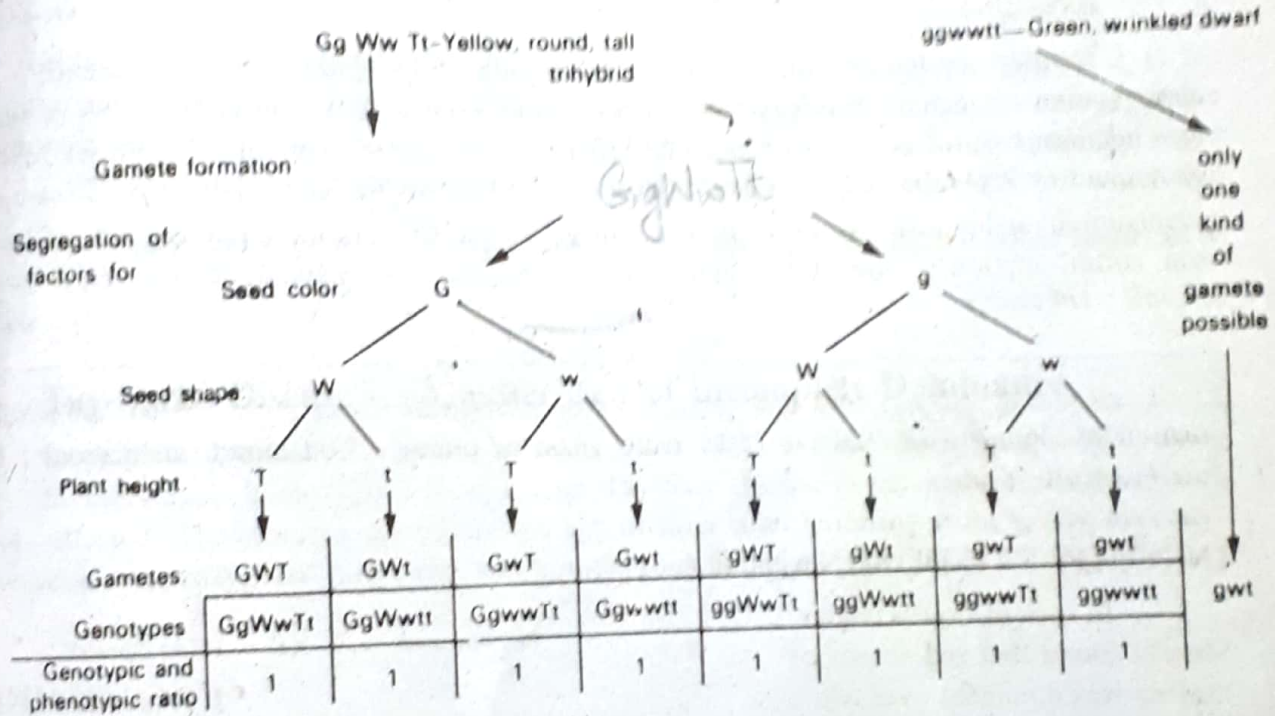 Gg Ww Tt-Yellow, round, tall
trihybrid
ggwwtt—Green, wrinkled dwarf
Gamete formation
GgWwTt
only
one
kind
of
gamete
possible
Segregation of
factors for
Seed color
G
g
Seed shape
W w W w
Plant height.
T t T t T t T t
Gametes GWT GWt GwT Gwt gWT gWt gwT gwt gwt
Genotypes GgWwTt GgWwtt GgwwTt Ggwwtt ggWwTt ggWwtt ggwwTt ggwwtt
Genotypic and
phenotypic ratio
1 1 1 1 1 1 1 1